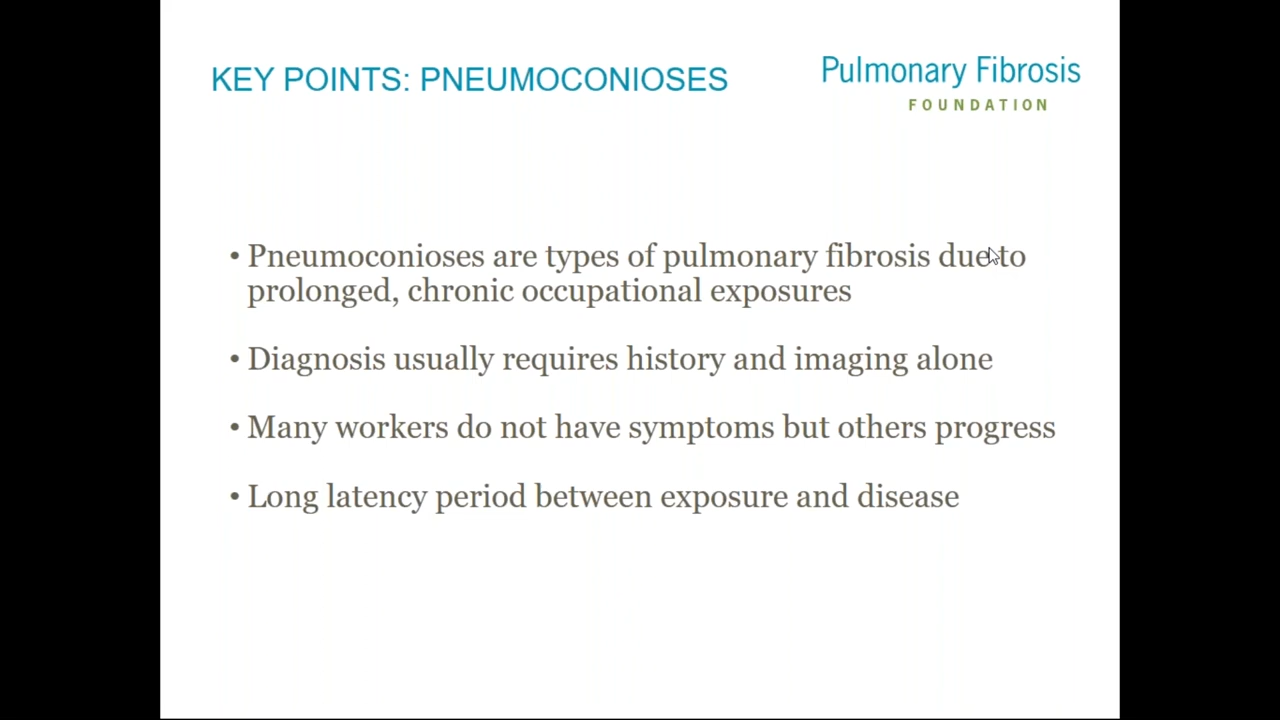 KEY POINTS: PNEUMOCONIOSES
Pulmonary Fibrosis
FOUNDATION
• Pneumoconioses are types of pulmonary fibrosis due to
prolonged, chronic occupational exposures
• Diagnosis usually requires history and imaging alone
• Many workers do not have symptoms but others progress
• Long latency period between exposure and disease